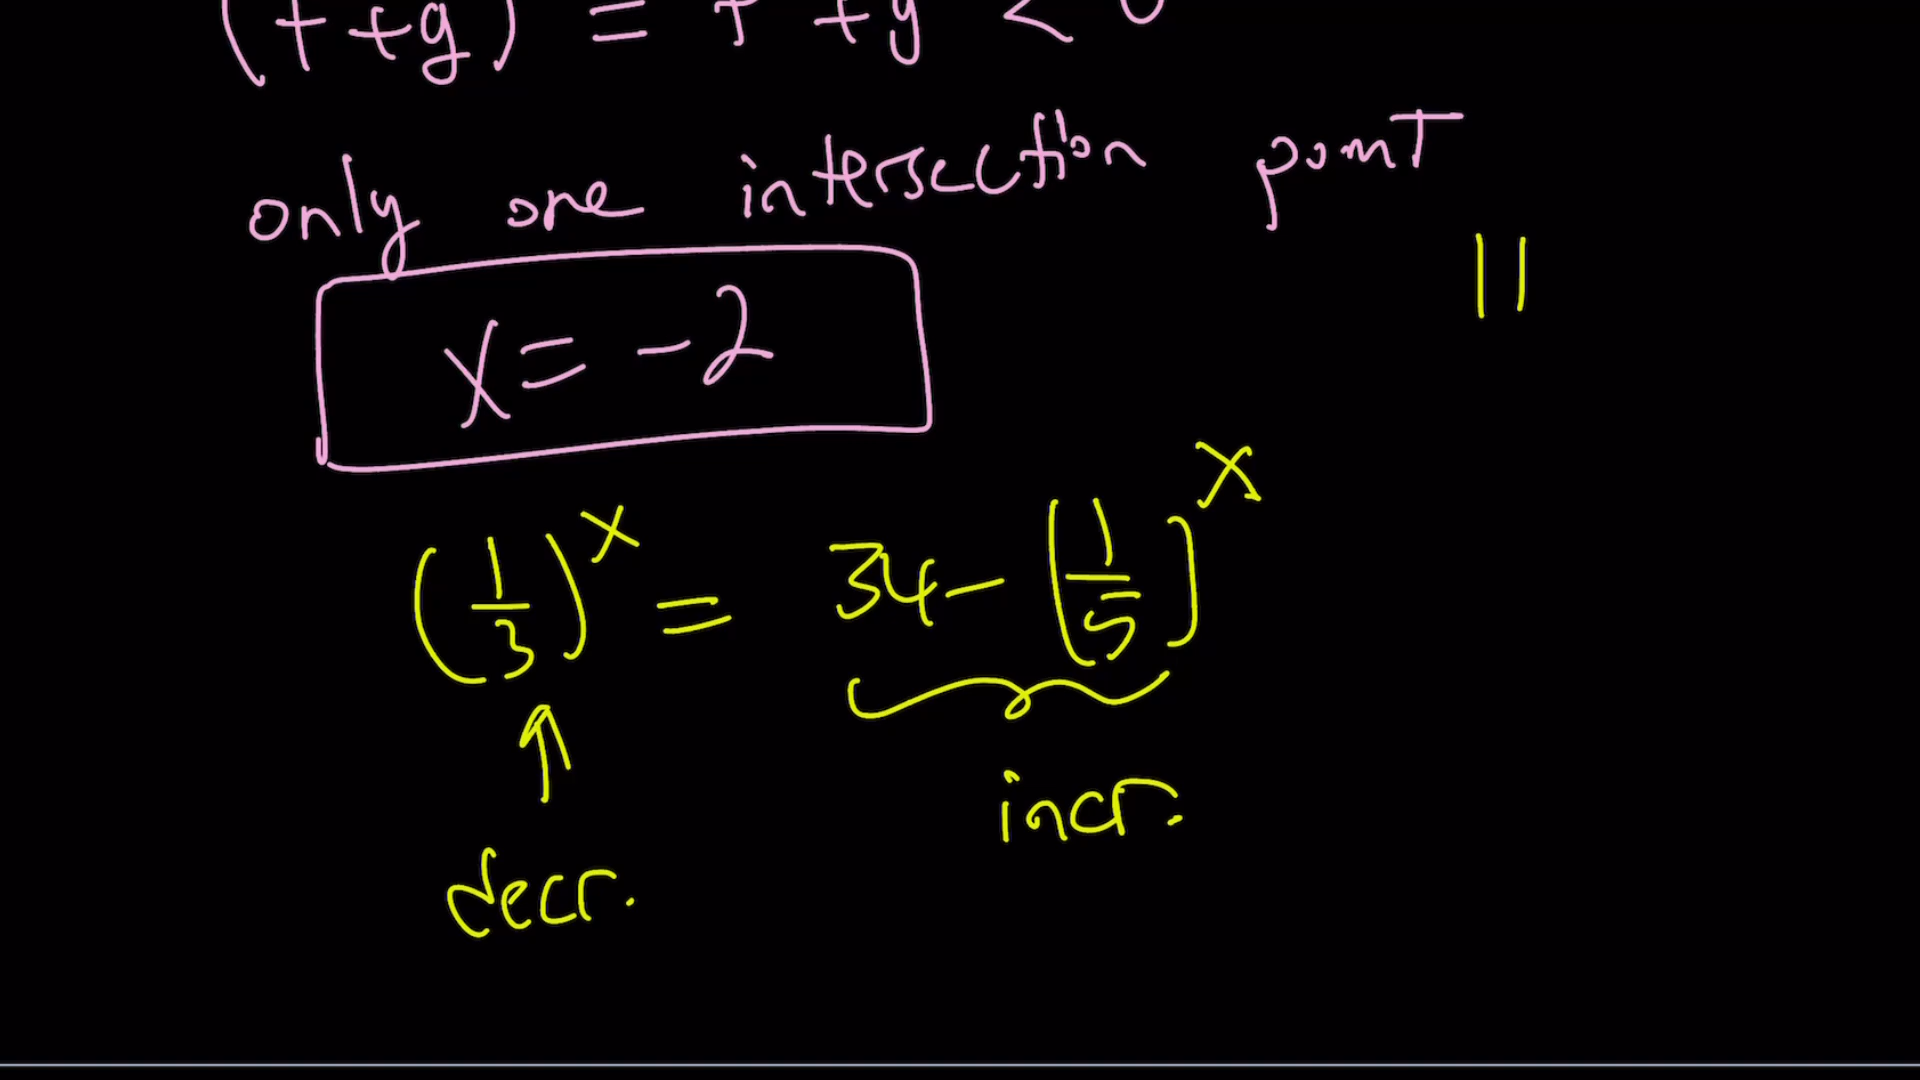 (f+g) = f + g < 0
only one intersection point
x = -2
||
(1/3)^x = 34 - (1/5)^x
incr.
decr.